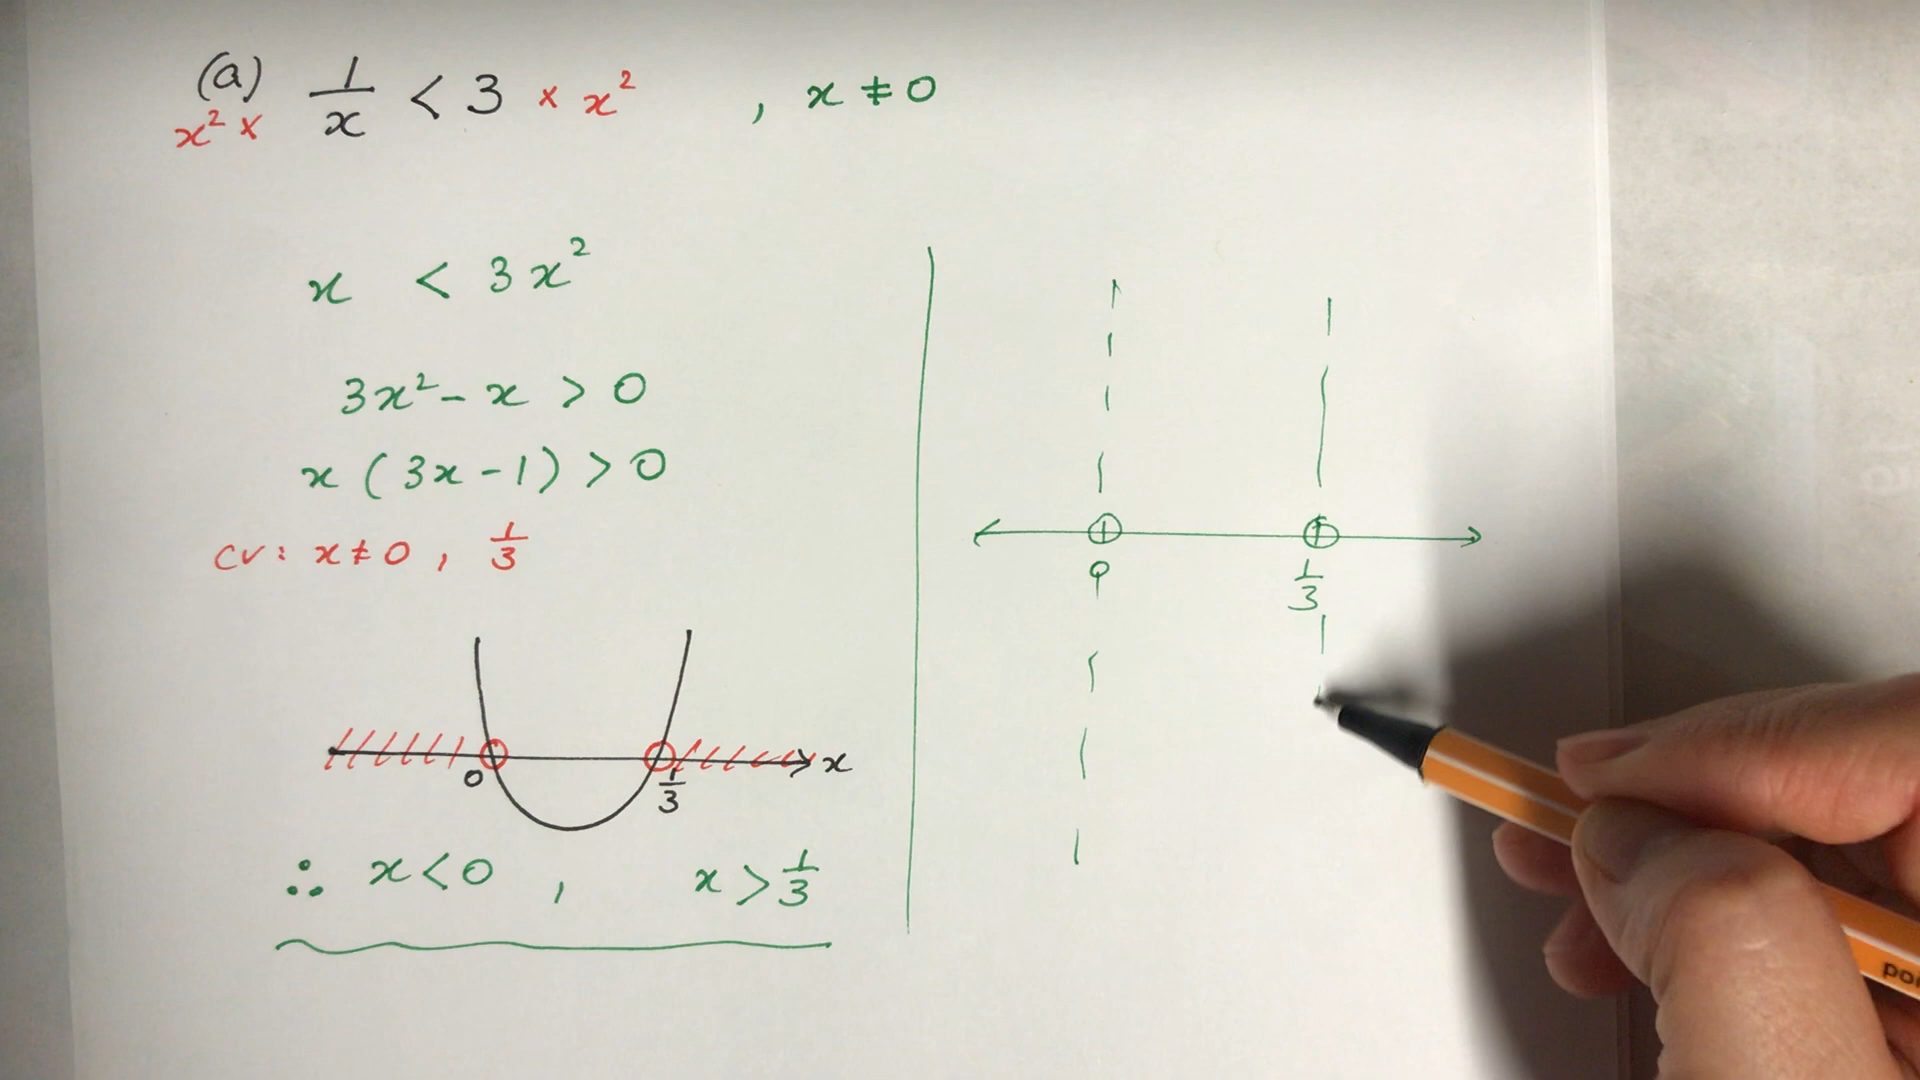 (a) 1/x < 3 × x² , x ≠ 0
x² ×
x < 3x²
3x² - x > 0
x (3x - 1) > 0
cv : x ≠ 0 , 1/3
0 1/3 x
∴ x < 0 , x > 1/3
0 1/3